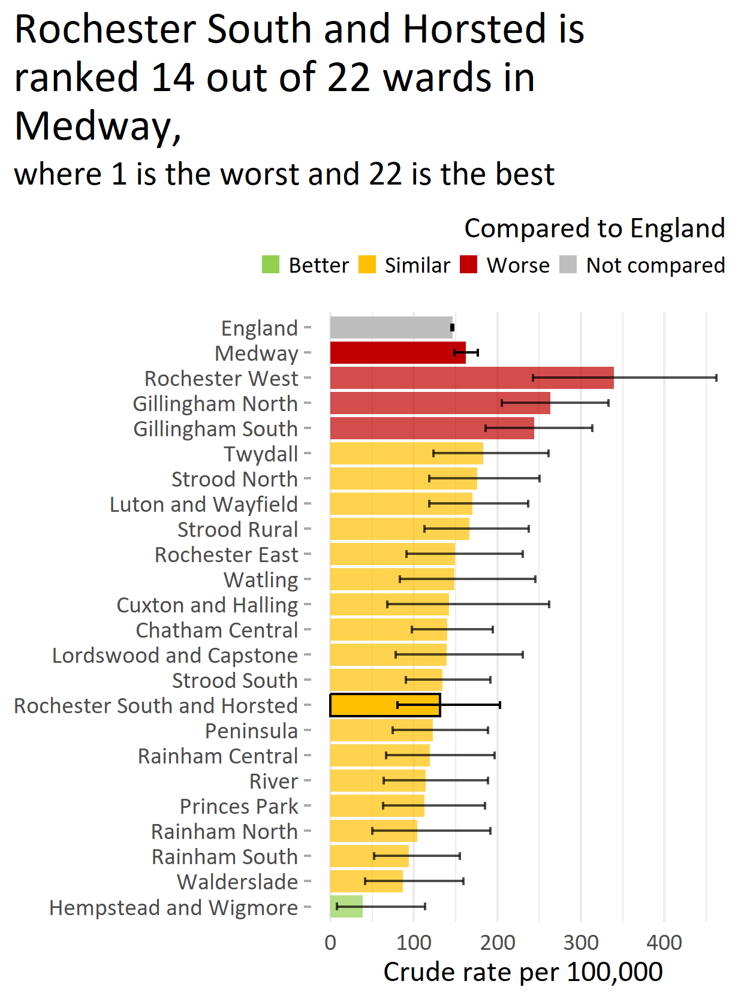 Rochester South and Horsted is
ranked 14 out of 22 wards in
Medway,
where 1 is the worst and 22 is the best
Compared to England
Better Similar Worse Not compared
England
Medway
Rochester West
Gillingham North
Gillingham South
Twydall
Strood North
Luton and Wayfield
Strood Rural
Rochester East
Watling
Cuxton and Halling
Chatham Central
Lordswood and Capstone
Strood South
Rochester South and Horsted
Peninsula
Rainham Central
River
Princes Park
Rainham North
Rainham South
Walderslade
Hempstead and Wigmore
0 100 200 300 400
Crude rate per 100,000